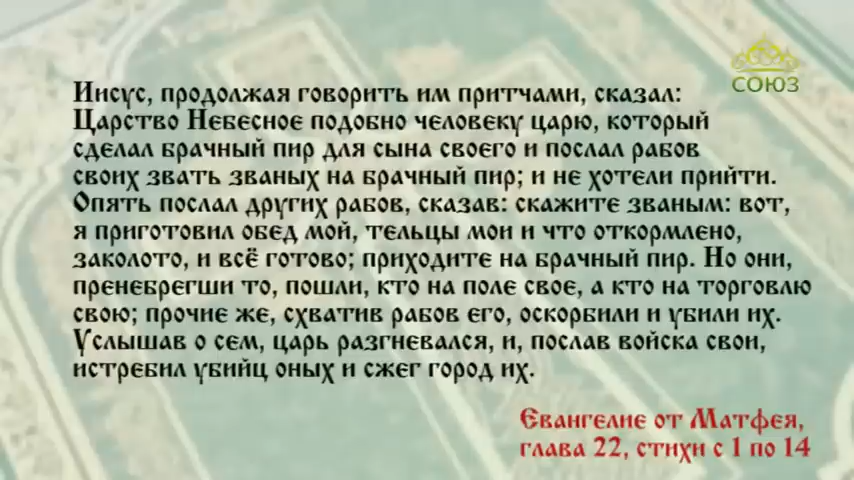 СОЮЗ
Иисус, продолжая говорить им притчами, сказал:
Царство Небесное подобно человеку царю, который
сделал брачный пир для сына своего и послал рабов
своих звать званых на брачный пир; и не хотели прийти.
Опять послал других рабов, сказав: скажите званым: вот,
я приготовил обед мой, тельцы мои и что откормлено,
заколото, и всё готово; приходите на брачный пир. Но они,
пренебрегши то, пошли, кто на поле свое, а кто на торговлю
свою; прочие же, схватив рабов его, оскорбили и убили их.
Услышав о сем, царь разгневался, и, послав войска свои,
истребил убийц оных и сжег город их.
Евангелие от Матфея,
глава 22, стихи с 1 по 14